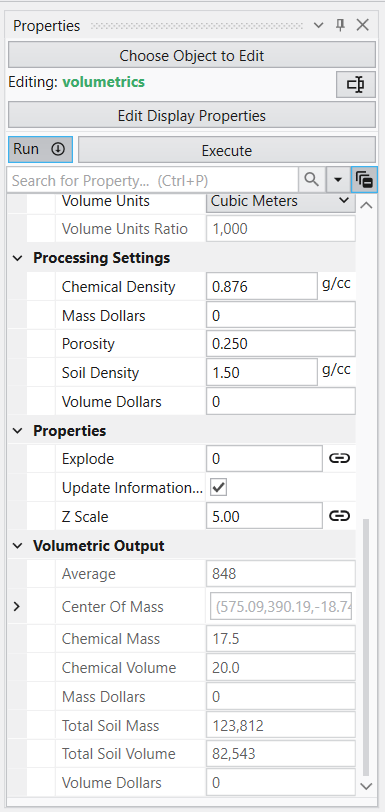 Properties
Choose Object to Edit
Editing: volumetrics
Edit Display Properties
Run Execute
Search for Property... (Ctrl+P)
Volume Units Cubic Meters
Volume Units Ratio 1,000
Processing Settings
Chemical Density 0.876 g/cc
Mass Dollars 0
Porosity 0.250
Soil Density 1.50 g/cc
Volume Dollars 0
Properties
Explode 0
Update Information...
Z Scale 5.00
Volumetric Output
Average 848
Center Of Mass (575.09,390.19,-18.74
Chemical Mass 17.5
Chemical Volume 20.0
Mass Dollars 0
Total Soil Mass 123,812
Total Soil Volume 82,543
Volume Dollars 0